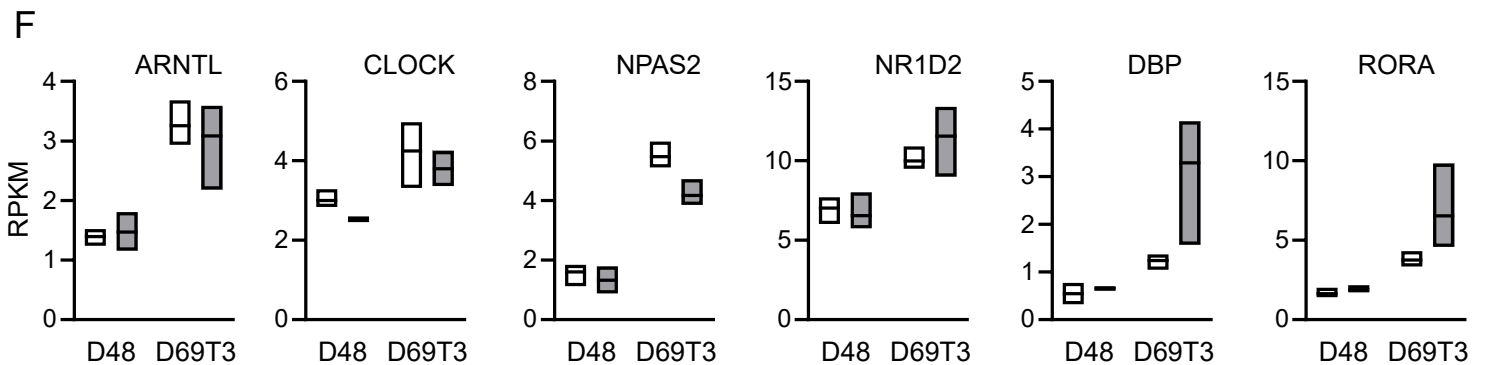 F
ARNTL CLOCK NPAS2 NR1D2 DBP RORA
RPKM
4 3 2 1 0
6 4 2 0
8 6 4 2 0
15 10 5 0
5 4 3 2 1 0
15 10 5 0
D48 D69T3 D48 D69T3 D48 D69T3 D48 D69T3 D48 D69T3 D48 D69T3